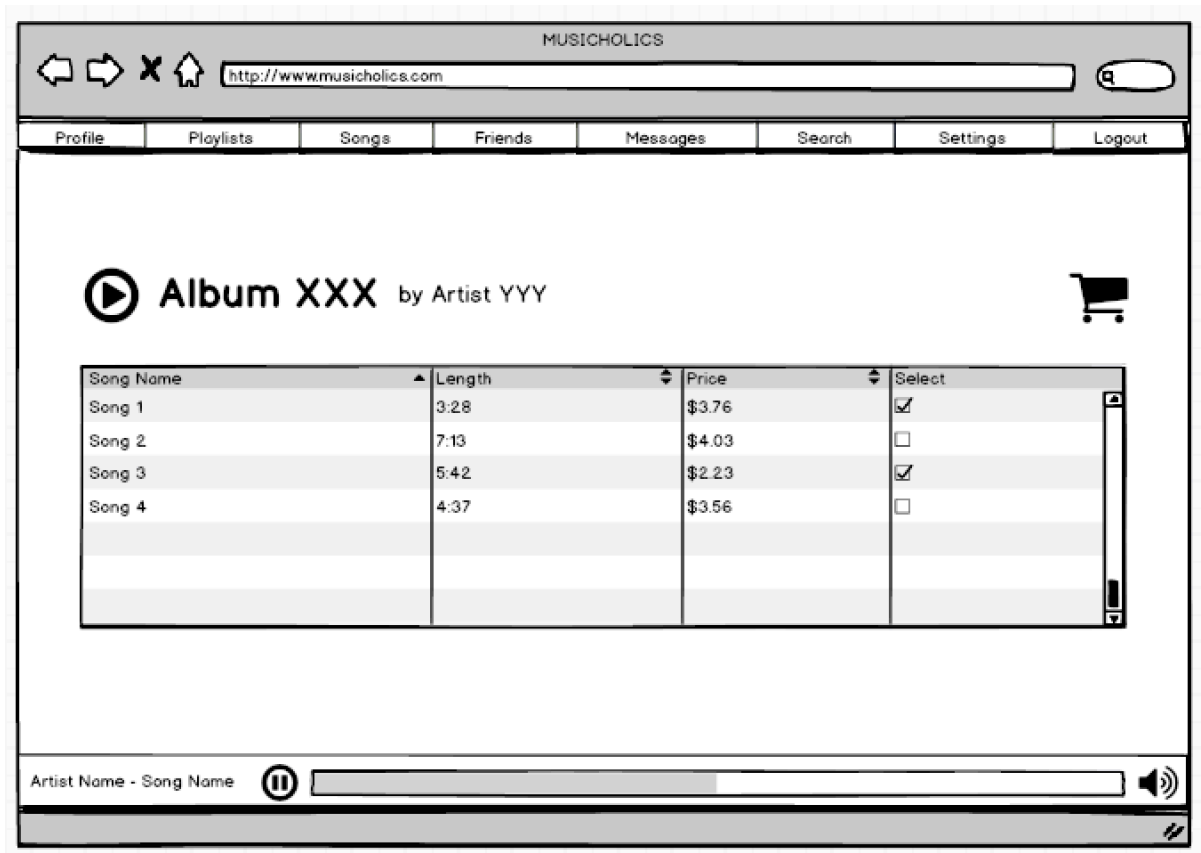 MUSICHOLICS
http://www.musicholics.com
Profile Playlists Songs Friends Messages Search Settings Logout
Album XXX by Artist YYY
Song Name Length Price Select
Song 1 3:28 $3.76
Song 2 7:13 $4.03
Song 3 5:42 $2.23
Song 4 4:37 $3.56
Artist Name - Song Name